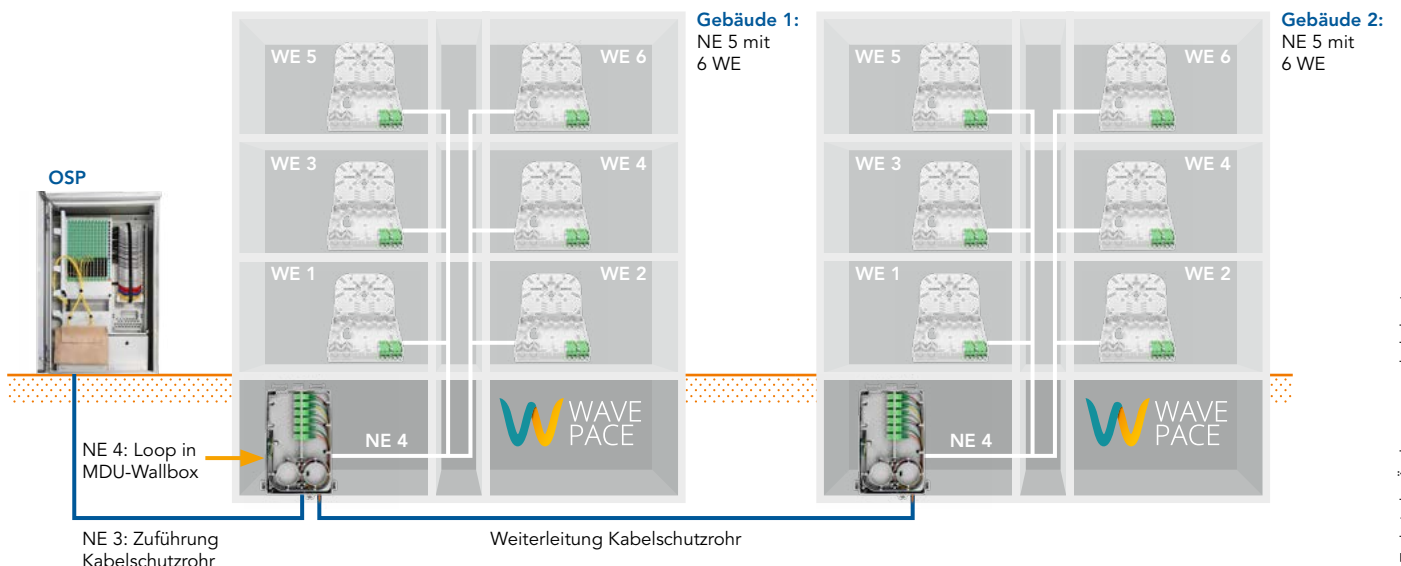 Gebäude 1:
NE 5 mit
6 WE
Gebäude 2:
NE 5 mit
6 WE
OSP
WE 5
WE 6
WE 3
WE 4
WE 1
WE 2
NE 4
WAVE
PACE
WE 5
WE 6
WE 3
WE 4
WE 1
WE 2
NE 4
WAVE
PACE
NE 4: Loop in
MDU-Wallbox
NE 3: Zuführung
Kabelschutzrohr
Weiterleitung Kabelschutzrohr